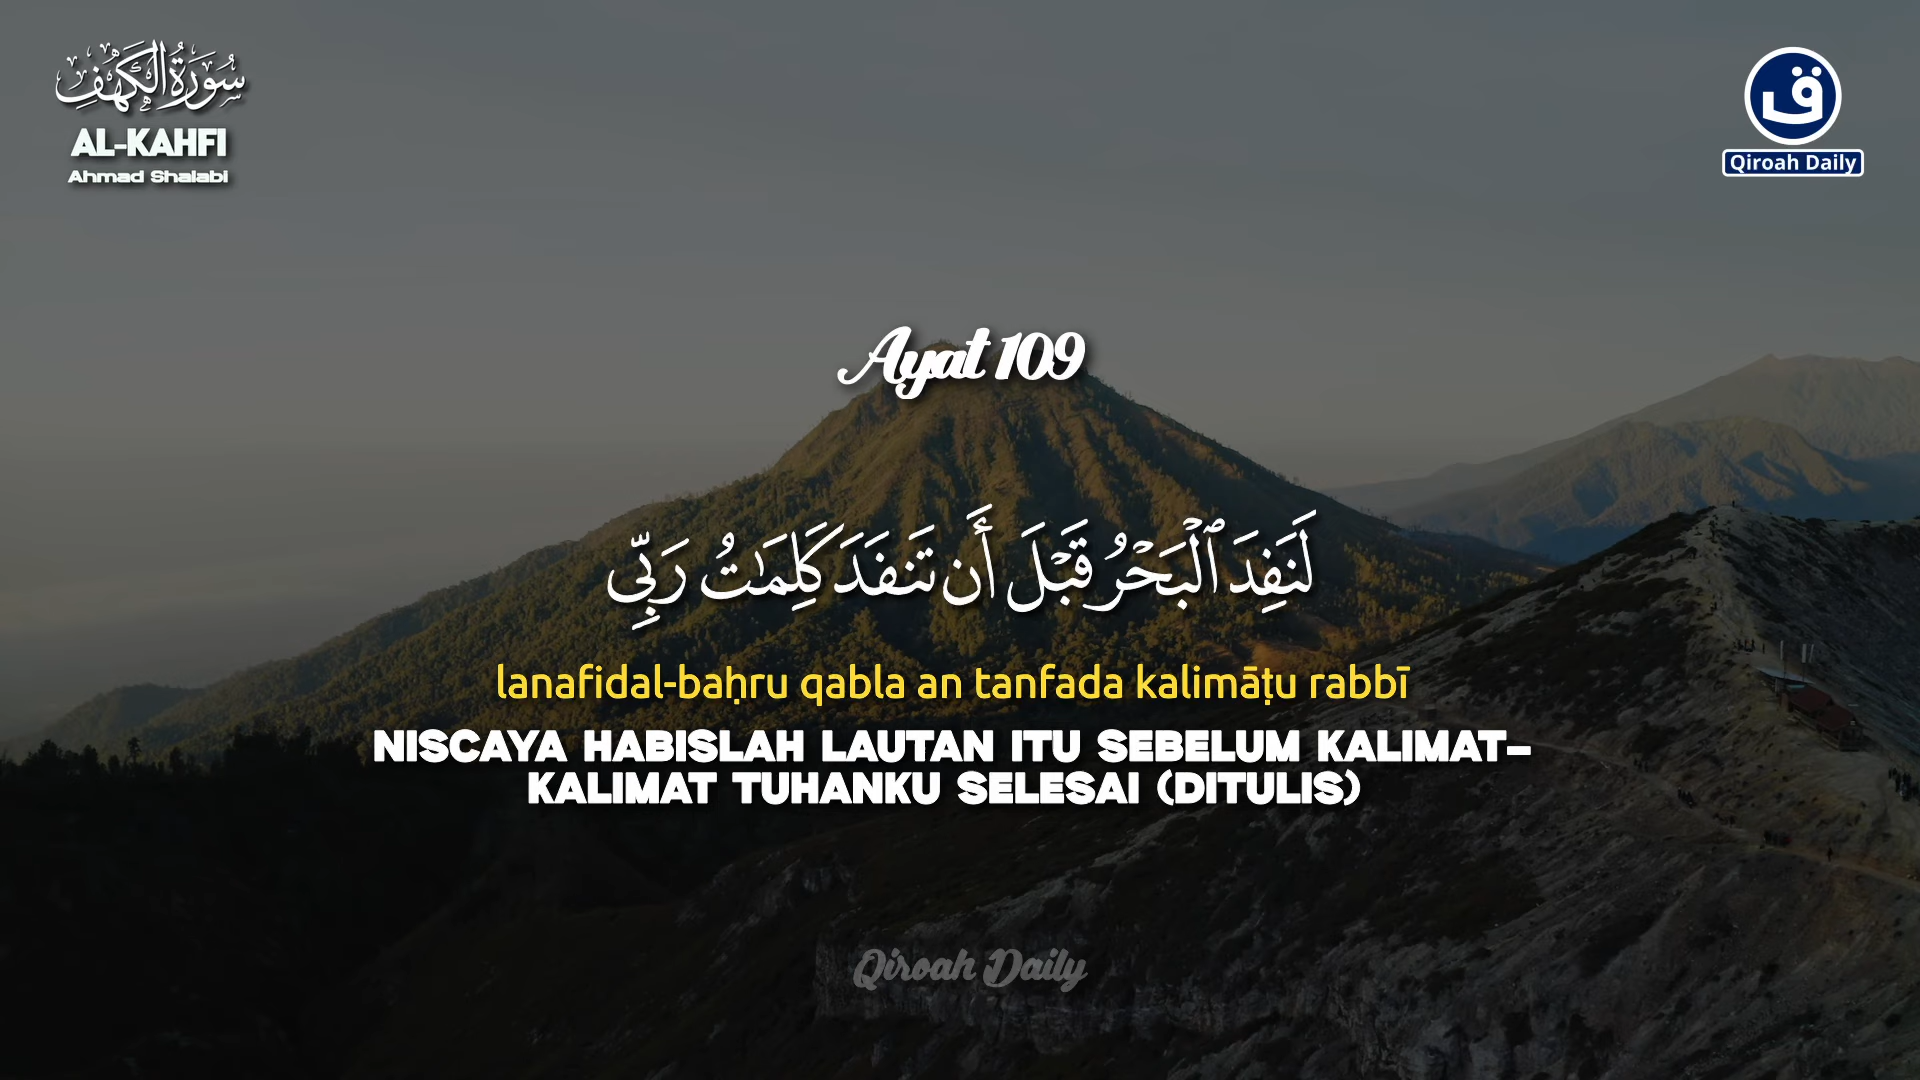 سُورَةُ الْكَهْفِ
AL-KAHFI
Ahmad Shalabi
ق
Qiroah Daily
Ayat 109
لَنَفِدَ ٱلْبَحْرُ قَبْلَ أَن تَنفَدَ كَلِمَـٰتُ رَبِّى
lanafidal-baḥru qabla an tanfada kalimāṭu rabbī
NISCAYA HABISLAH LAUTAN ITU SEBELUM KALIMAT-
KALIMAT TUHANKU SELESAI (DITULIS)
Qiroah Daily